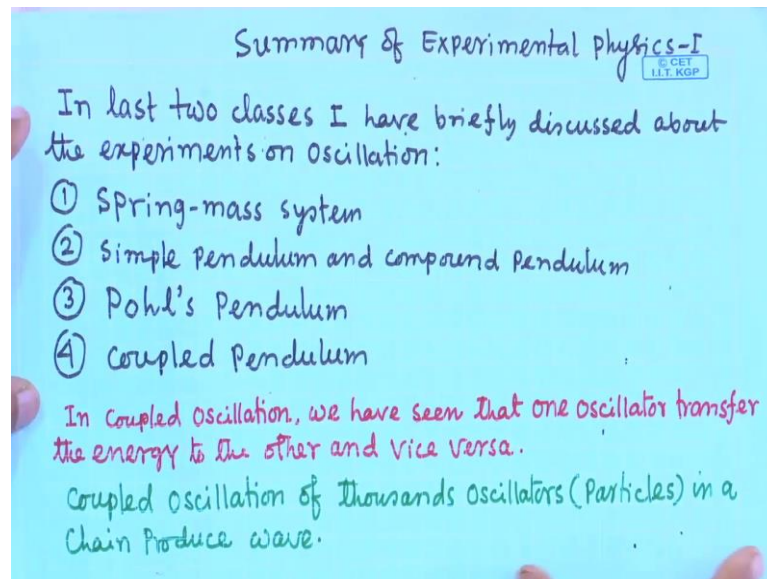 Summary of Experimental Physics-I
© CET
I.I.T. KGP
In last two classes I have briefly discussed about
the experiments on oscillation:
① Spring-mass system
② Simple Pendulum and compound Pendulum
③ Pohl's Pendulum
④ Coupled Pendulum
In Coupled oscillation, we have seen that one oscillator transfer
the energy to the other and vice versa.
Coupled oscillation of thousands oscillators (Particles) in a
Chain Produce wave.